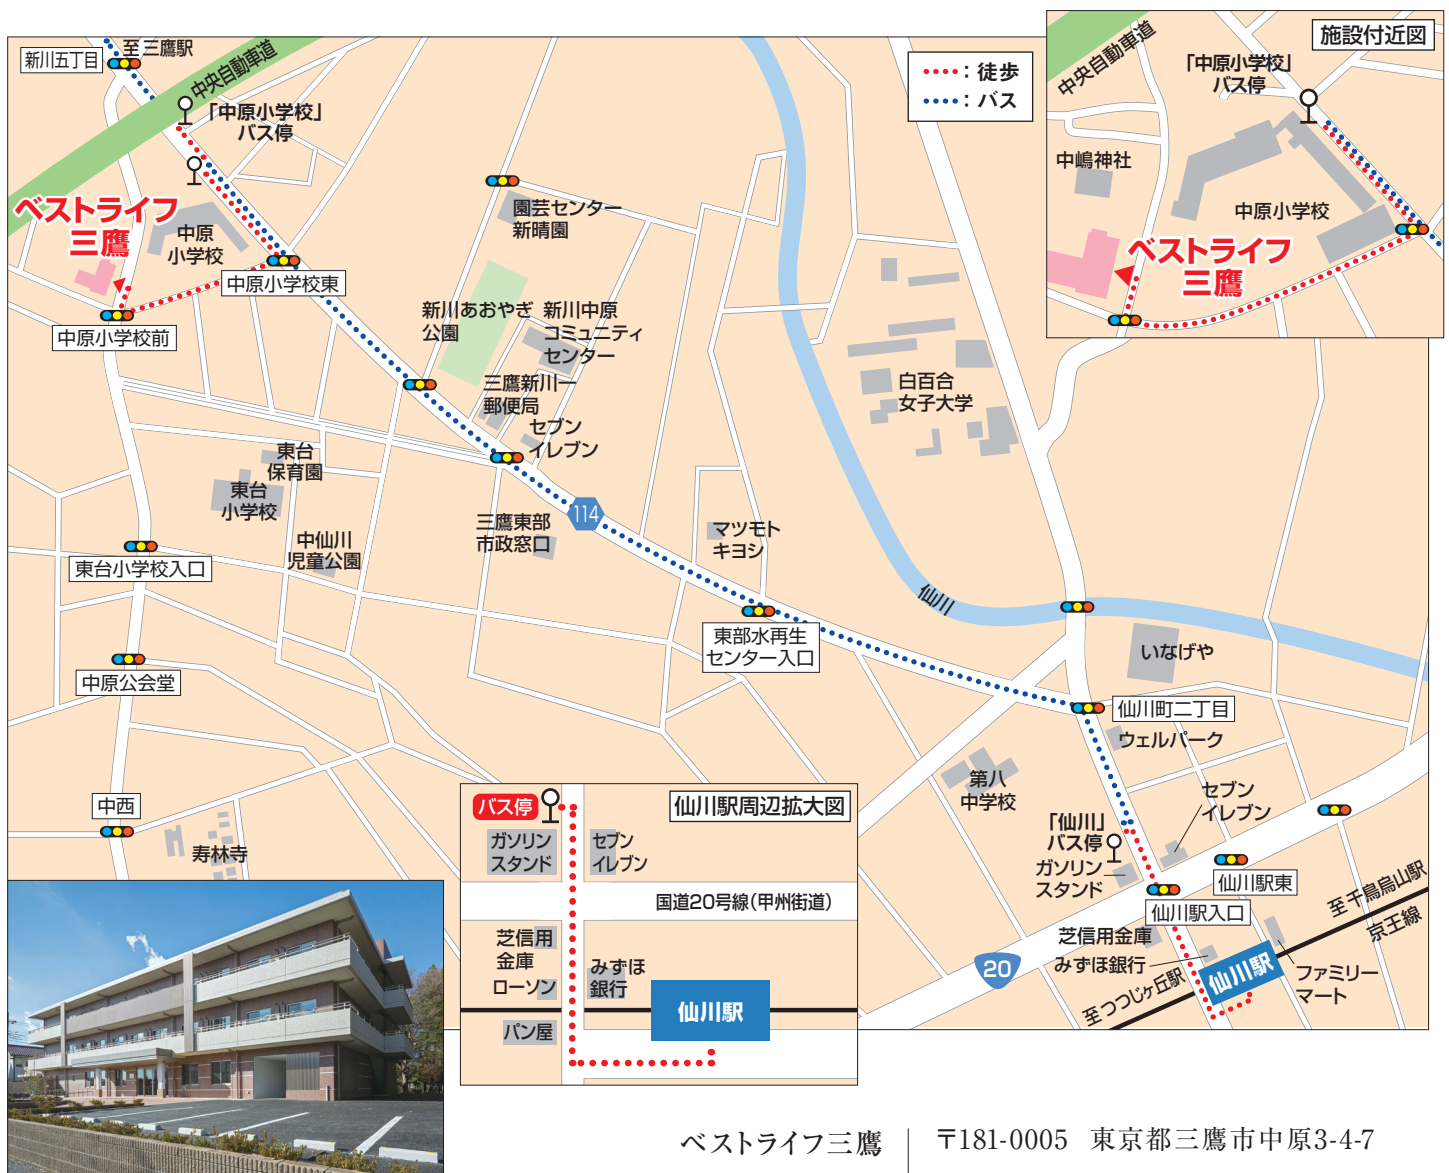 新川五丁目
至 三鷹駅
中央自動車道
「中原小学校」
バス停
ベストライフ
三鷹
中原
小学校
中原小学校東
中原小学校前
園芸センター
新晴園
新川あおやぎ
公園
新川中原
コミュニティ
センター
三鷹新川一
郵便局
セブン
イレブン
東台
保育園
東台
小学校
中仙川
児童公園
東台小学校入口
中原公会堂
中西
寿林寺
114
三鷹東部
市政窓口
マツモト
キヨシ
東部水再生
センター入口
白百合
女子大学
仙川
いなげや
仙川町二丁目
ウェルパーク
第八
中学校
セブン
イレブン
「仙川」
バス停
ガソリン
スタンド
仙川駅東
仙川駅入口
芝信用金庫
みずほ銀行
20
至つつじヶ丘駅
仙川駅
ファミリー
マート
至千鳥烏山駅
京王線
：徒歩
：バス
施設付近図
中央自動車道
「中原小学校」
バス停
中嶋神社
中原小学校
ベストライフ
三鷹
仙川駅周辺拡大図
バス停
ガソリン
スタンド
セブン
イレブン
国道20号線（甲州街道）
芝信用
金庫
ローソン
みずほ
銀行
仙川駅
パン屋
ベストライフ三鷹
〒181-0005 東京都三鷹市中原3-4-7